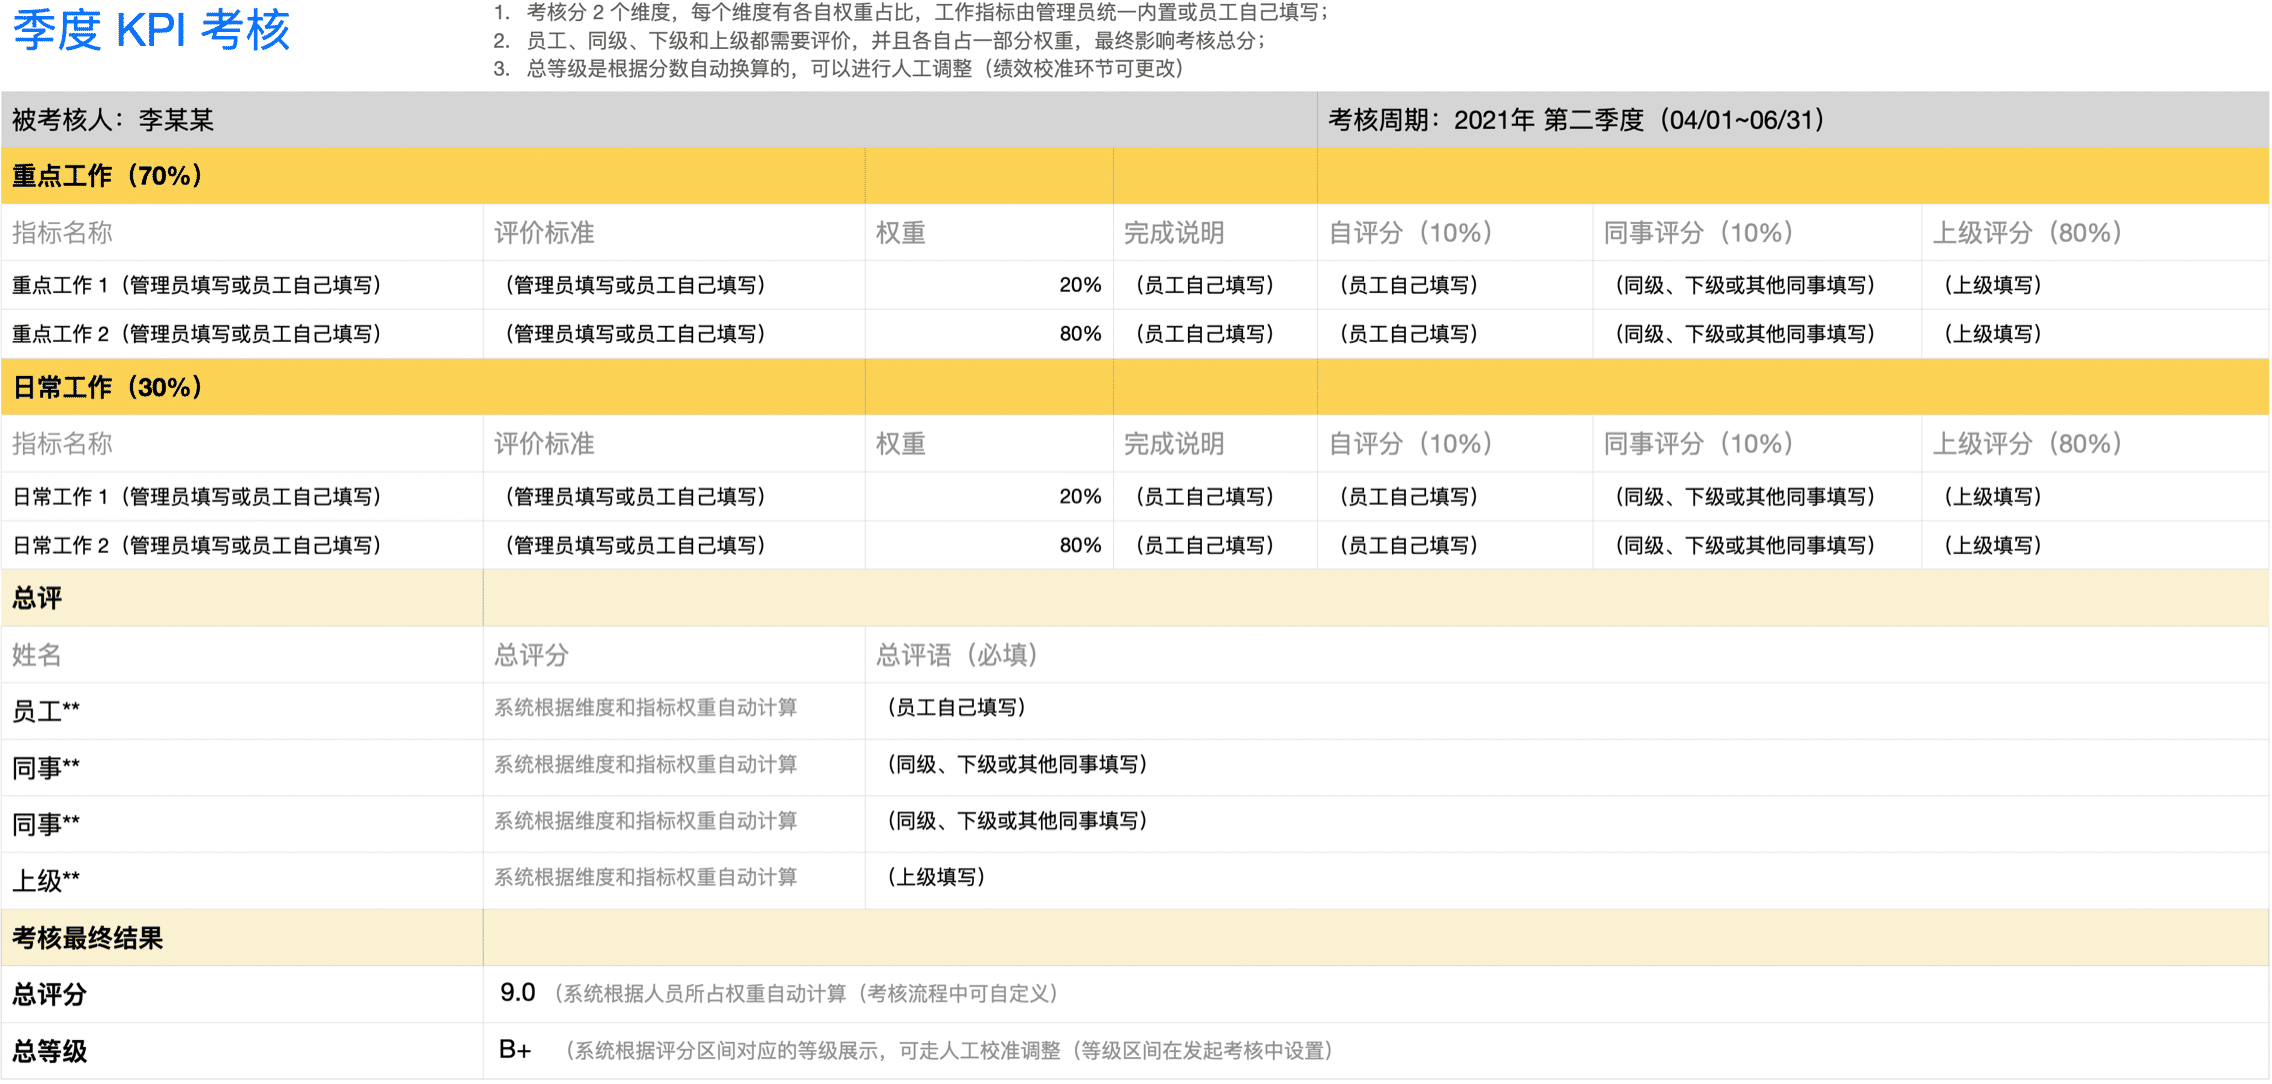 季度 KPI 考核
1. 考核分 2 个维度，每个维度有各自权重占比，工作指标由管理员统一内置或员工自己填写；
2. 员工、同级、下级和上级都需要评价，并且各自占一部分权重，最终影响考核总分；
3. 总等级是根据分数自动换算的，可以进行人工调整（绩效校准环节可更改）
被考核人：李某某 考核周期：2021年 第二季度（04/01~06/31）
重点工作（70%）
指标名称 评价标准 权重 完成说明 自评分（10%） 同事评分（10%） 上级评分（80%）
重点工作 1（管理员填写或员工自己填写） （管理员填写或员工自己填写） 20% （员工自己填写） （员工自己填写） （同级、下级或其他同事填写） （上级填写）
重点工作 2（管理员填写或员工自己填写） （管理员填写或员工自己填写） 80% （员工自己填写） （员工自己填写） （同级、下级或其他同事填写） （上级填写）
日常工作（30%）
指标名称 评价标准 权重 完成说明 自评分（10%） 同事评分（10%） 上级评分（80%）
日常工作 1（管理员填写或员工自己填写） （管理员填写或员工自己填写） 20% （员工自己填写） （员工自己填写） （同级、下级或其他同事填写） （上级填写）
日常工作 2（管理员填写或员工自己填写） （管理员填写或员工自己填写） 80% （员工自己填写） （员工自己填写） （同级、下级或其他同事填写） （上级填写）
总评
姓名 总评分 总评语（必填）
员工** 系统根据维度和指标权重自动计算 （员工自己填写）
同事** 系统根据维度和指标权重自动计算 （同级、下级或其他同事填写）
同事** 系统根据维度和指标权重自动计算 （同级、下级或其他同事填写）
上级** 系统根据维度和指标权重自动计算 （上级填写）
考核最终结果
总评分 9.0 （系统根据人员所占权重自动计算（考核流程中可自定义）
总等级 B+ （系统根据评分区间对应的等级展示，可走人工校准调整（等级区间在发起考核中设置）